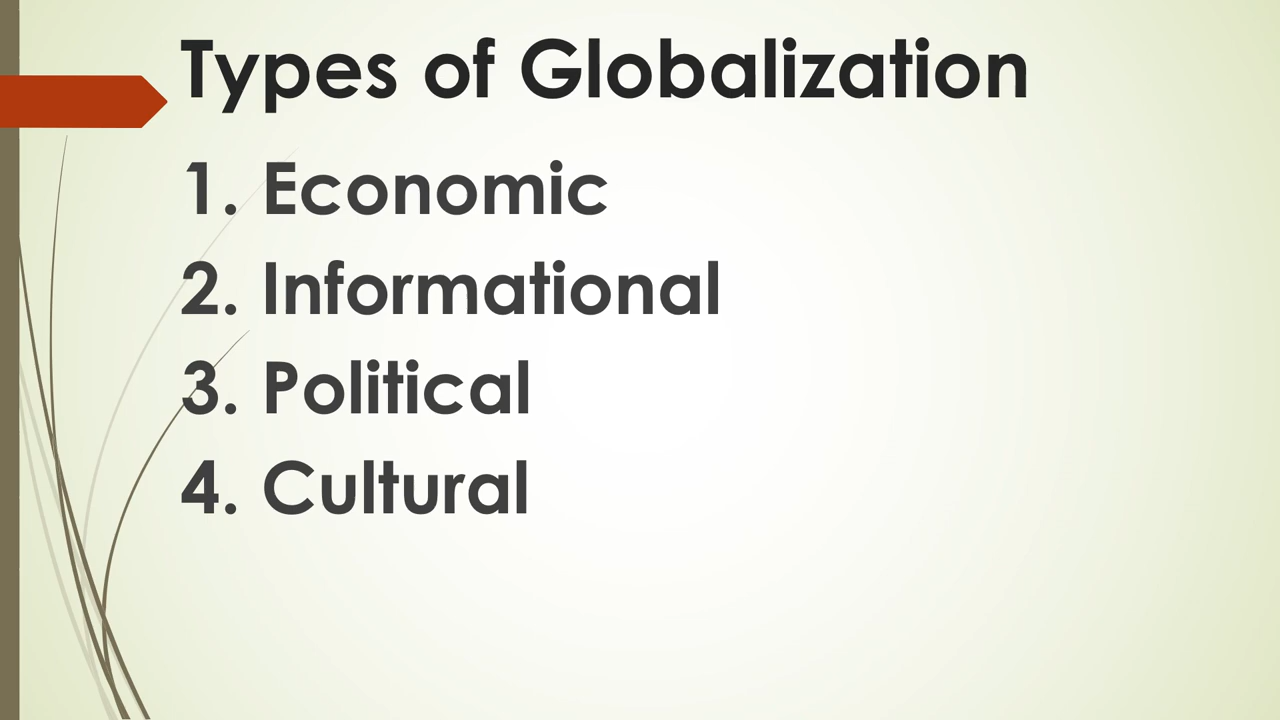 Types of Globalization
1. Economic
2. Informational
3. Political
4. Cultural